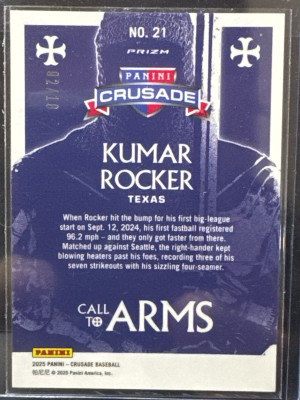 NO. 21
PRIZM
PANINI
CRUSADE
KUMAR
ROCKER
TEXAS
When Rocker hit the bump for his first big-league
start on Sept. 12, 2024, his first fastball registered
96.2 mph – and they only got faster from there.
Matched up against Seattle, the right-hander kept
blowing heaters past his foes, recording three of his
seven strikeouts with his sizzling four-seamer.
CALL
TO ARMS
PANINI
2025 PANINI – CRUSADE BASEBALL
© 2025 Panini America, Inc.